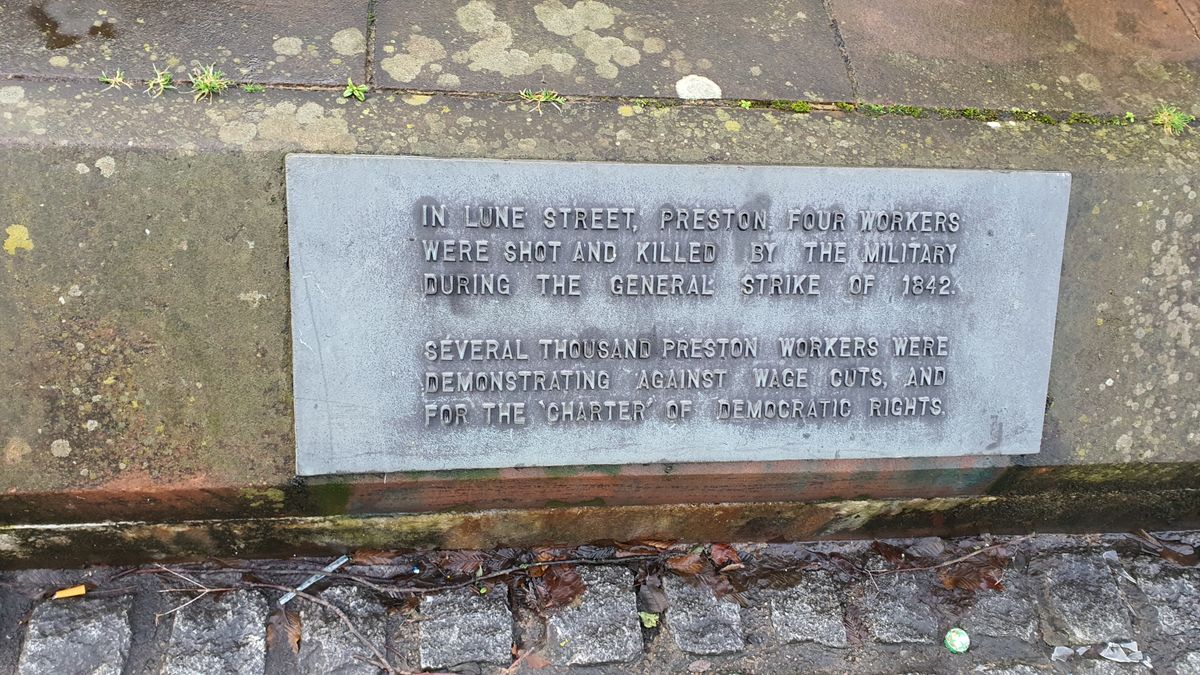 IN LUNE STREET, PRESTON, FOUR WORKERS
WERE SHOT AND KILLED BY THE MILITARY
DURING THE GENERAL STRIKE OF 1842.
SEVERAL THOUSAND PRESTON WORKERS WERE
DEMONSTRATING AGAINST WAGE CUTS, AND
FOR THE 'CHARTER' OF DEMOCRATIC RIGHTS.